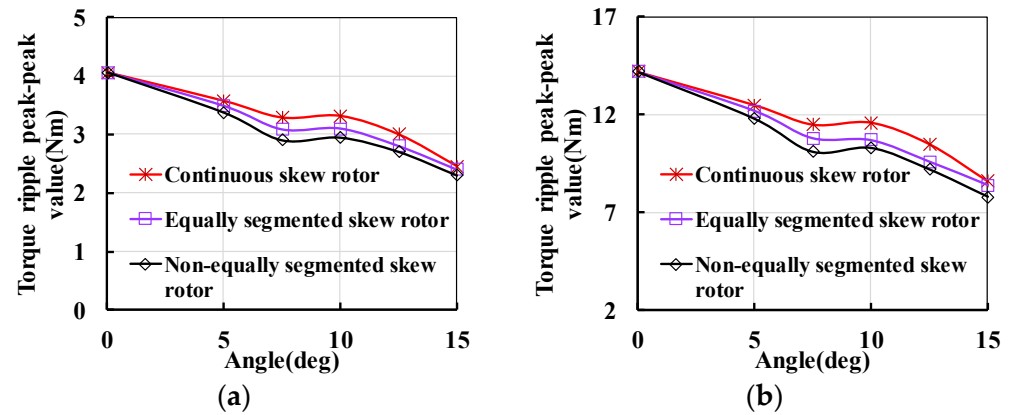 5
4
3
2
1
0
Torque ripple peak-peak
value(Nm)
Continuous skew rotor
Equally segmented skew rotor
Non-equally segmented skew
rotor
0 5 10 15
Angle(deg)
(a)
17
12
7
2
Torque ripple peak-peak
value(Nm)
Continuous skew rotor
Equally segmented skew rotor
Non-equally segmented skew
rotor
0 5 10 15
Angle(deg)
(b)